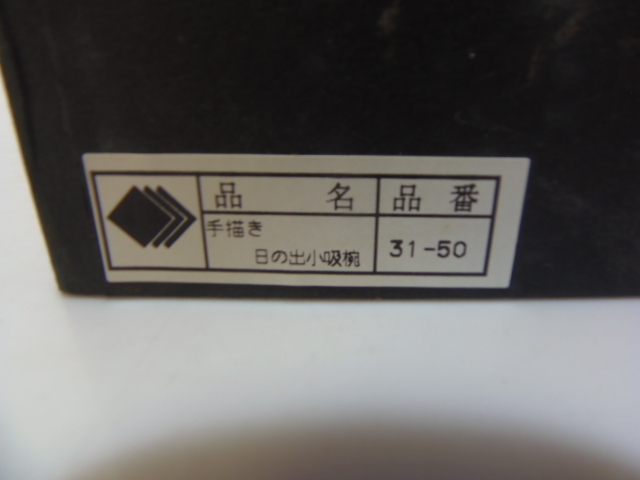 品名 品番
手描き
日の出小吸椀 31-50